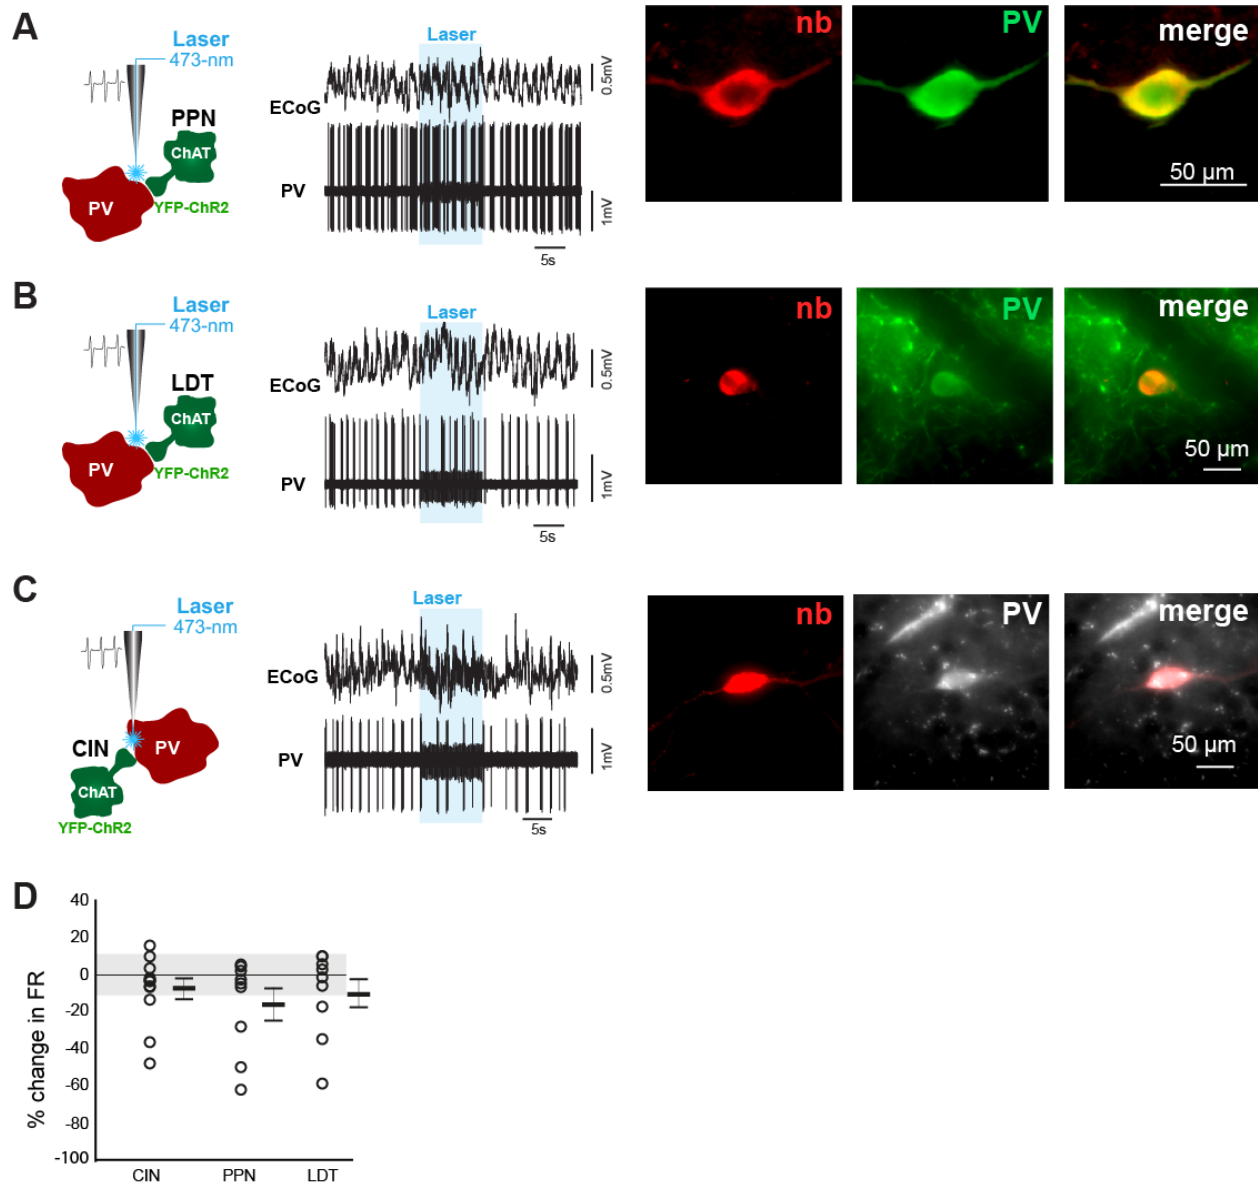 A
Laser
473-nm
PPN
ChAT
PV
YFP-ChR2
Laser
ECoG
0.5mV
PV
1mV
5s
nb
PV
merge
50 µm
B
Laser
473-nm
LDT
ChAT
PV
YFP-ChR2
Laser
ECoG
0.5mV
PV
1mV
5s
nb
PV
merge
50 µm
C
Laser
473-nm
CIN
PV
ChAT
YFP-ChR2
Laser
ECoG
0.5mV
PV
1mV
5s
nb
PV
merge
50 µm
D
% change in FR
40
20
0
-20
-40
-60
-80
-100
CIN PPN LDT